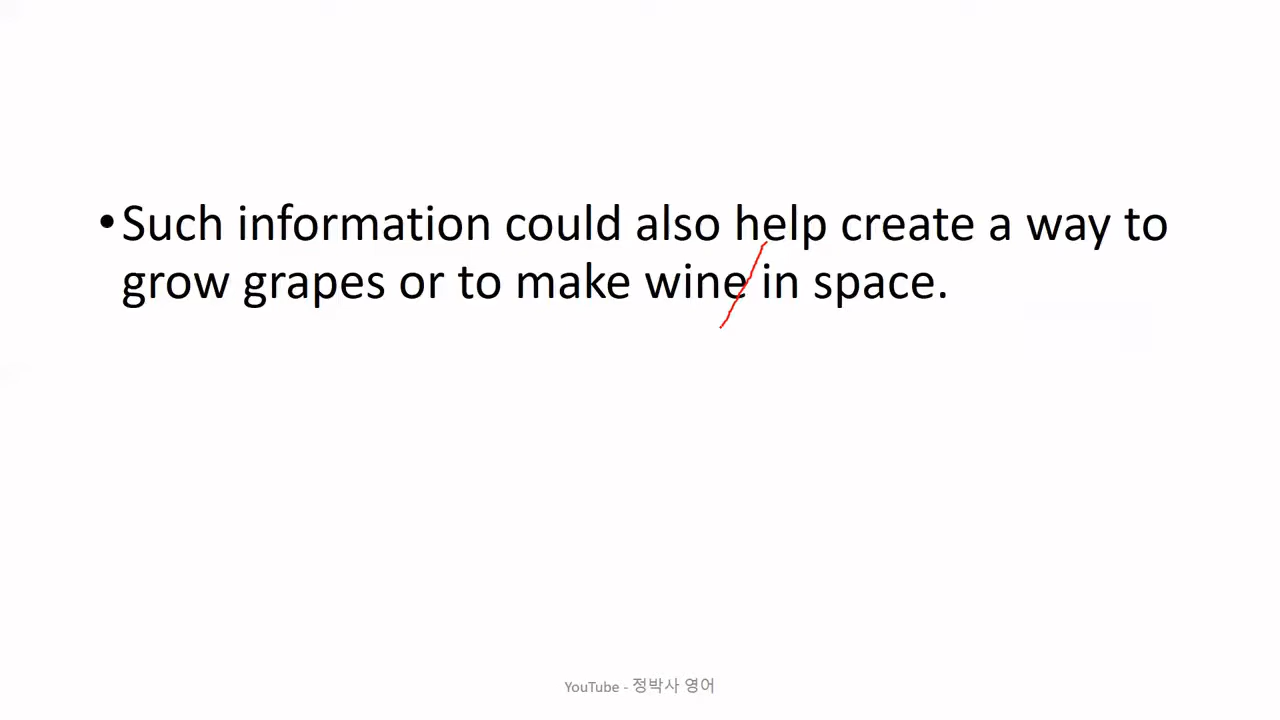 •Such information could also help create a way to
grow grapes or to make wine in space.
YouTube - 정박사 영어